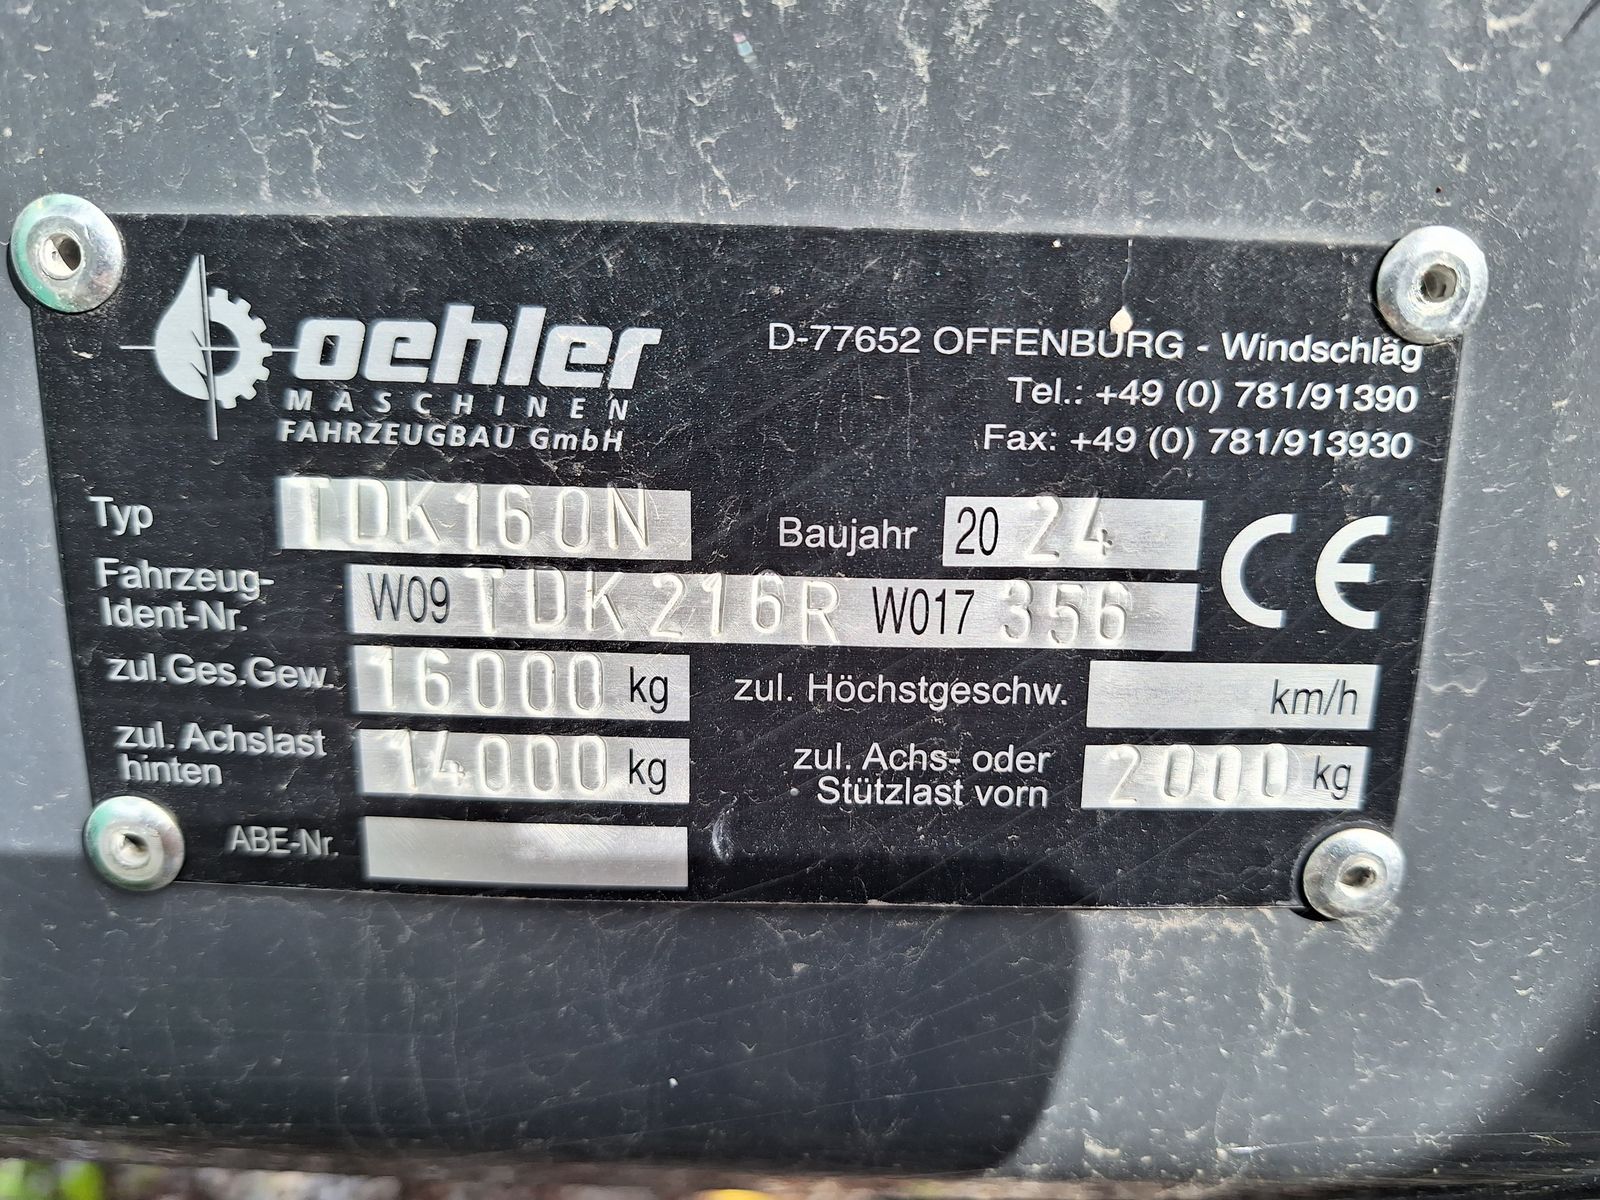 oehler
MASCHINEN
FAHRZEUGBAU GmbH
D-77652 OFFENBURG - Windschläg
Tel.: +49 (0) 781/91390
Fax: +49 (0) 781/913930
Typ TDK160N
Baujahr 2024
CE
Fahrzeug-
Ident-Nr. W09 TDK216R W017 356
zul.Ges.Gew. 16000 kg
zul. Höchstgeschw. km/h
zul. Achslast
hinten 14000 kg
zul. Achs- oder
Stützlast vorn 2000 kg
ABE-Nr.